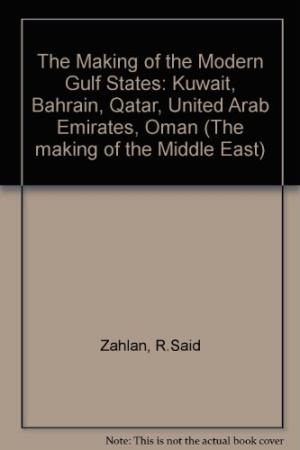 The Making of the Modern
Gulf States: Kuwait,
Bahrain, Qatar, United Arab
Emirates, Oman (The
making of the Middle East)
Zahlan, R.Said
Note: This is not the actual book cover